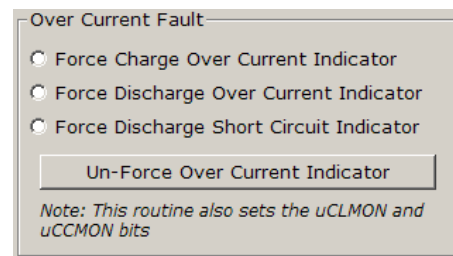 Over Current Fault
Force Charge Over Current Indicator
Force Discharge Over Current Indicator
Force Discharge Short Circuit Indicator
Un-Force Over Current Indicator
Note: This routine also sets the uCLMON and
uCCMON bits